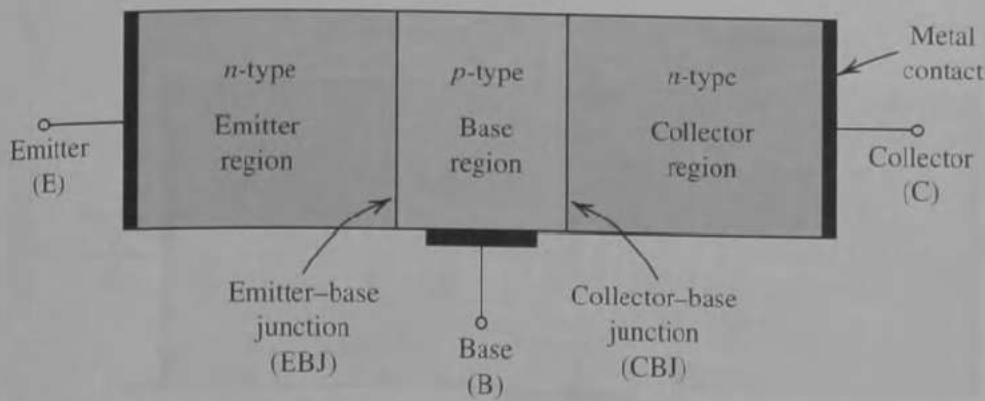 n-type
Emitter
region
p-type
Base
region
n-type
Collector
region
Metal
contact
Emitter
(E)
Collector
(C)
Emitter–base
junction
(EBJ)
Base
(B)
Collector–base
junction
(CBJ)